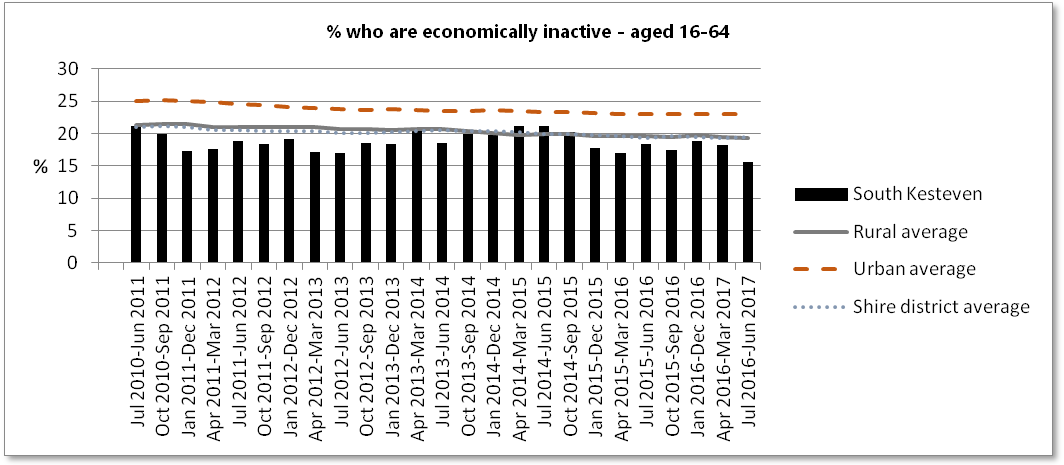 % who are economically inactive - aged 16-64
30
25
20
15
10
5
0
%
Jul 2010-Jun 2011
Oct 2010-Sep 2011
Jan 2011-Dec 2011
Apr 2011-Mar 2012
Jul 2011-Jun 2012
Oct 2011-Sep 2012
Jan 2012-Dec 2012
Apr 2012-Mar 2013
Jul 2012-Jun 2013
Oct 2012-Sep 2013
Jan 2013-Dec 2013
Apr 2013-Mar 2014
Jul 2013-Jun 2014
Oct 2013-Sep 2014
Jan 2014-Dec 2014
Apr 2014-Mar 2015
Jul 2014-Jun 2015
Oct 2014-Sep 2015
Jan 2015-Dec 2015
Apr 2015-Mar 2016
Jul 2015-Jun 2016
Oct 2015-Sep 2016
Jan 2016-Dec 2016
Apr 2016-Mar 2017
Jul 2016-Jun 2017
South Kesteven
Rural average
Urban average
Shire district average